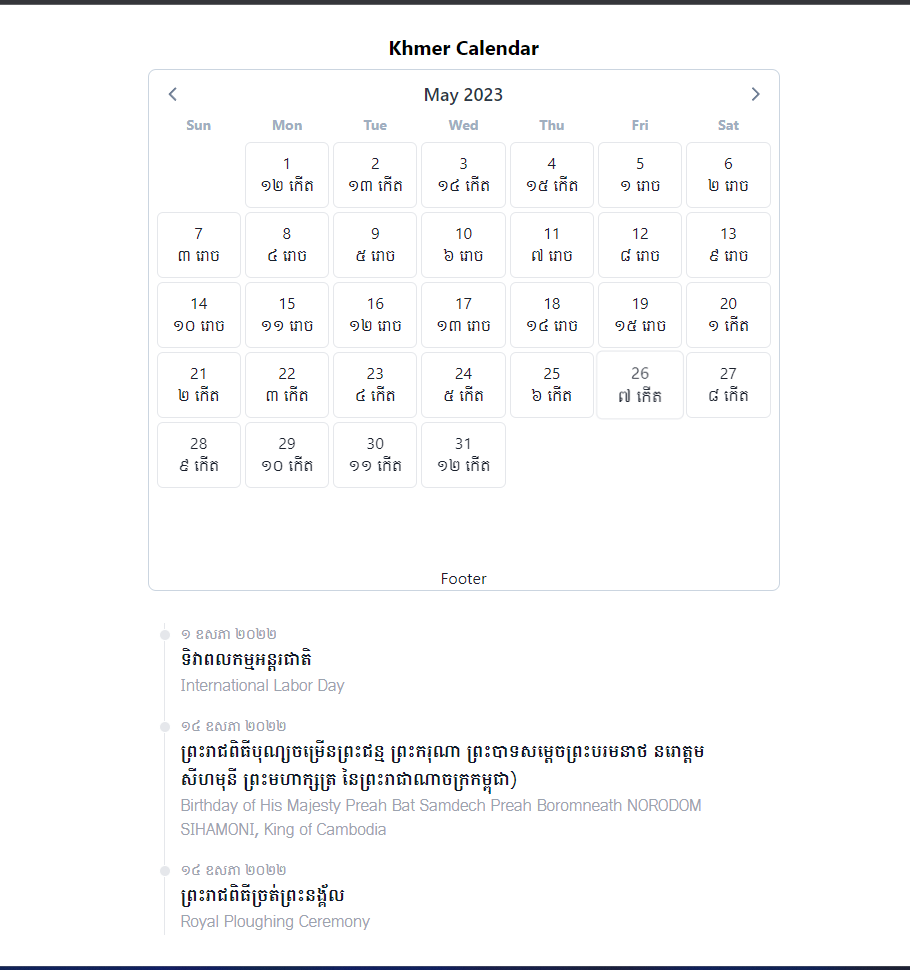 Khmer Calendar
May 2023
Sun Mon Tue Wed Thu Fri Sat
1 2 3 4 5 6
១២ កើត ១៣ កើត ១៤ កើត ១៥ កើត ១ រោច ២ រោច
7 8 9 10 11 12 13
៣ រោច ៤ រោច ៥ រោច ៦ រោច ៧ រោច ៨ រោច ៩ រោច
14 15 16 17 18 19 20
១០ រោច ១១ រោច ១២ រោច ១៣ រោច ១៤ រោច ១៥ រោច ១ កើត
21 22 23 24 25 26 27
២ កើត ៣ កើត ៤ កើត ៥ កើត ៦ កើត ៧ កើត ៨ កើត
28 29 30 31
៩ កើត ១០ កើត ១១ កើត ១២ កើត
Footer
១ ឧសភា ២០២២
ទិវាពលកម្មអន្តរជាតិ
International Labor Day
១៤ ឧសភា ២០២២
ព្រះរាជពិធីបុណ្យចម្រើនព្រះជន្ម ព្រះករុណា ព្រះបាទសម្តេចព្រះបរមនាថ នរោត្តម
សីហមុនី ព្រះមហាក្សត្រ នៃព្រះរាជាណាចក្រកម្ពុជា)
Birthday of His Majesty Preah Bat Samdech Preah Boromneath NORODOM
SIHAMONI, King of Cambodia
១៤ ឧសភា ២០២២
ព្រះរាជពិធីច្រត់ព្រះនង្គ័ល
Royal Ploughing Ceremony